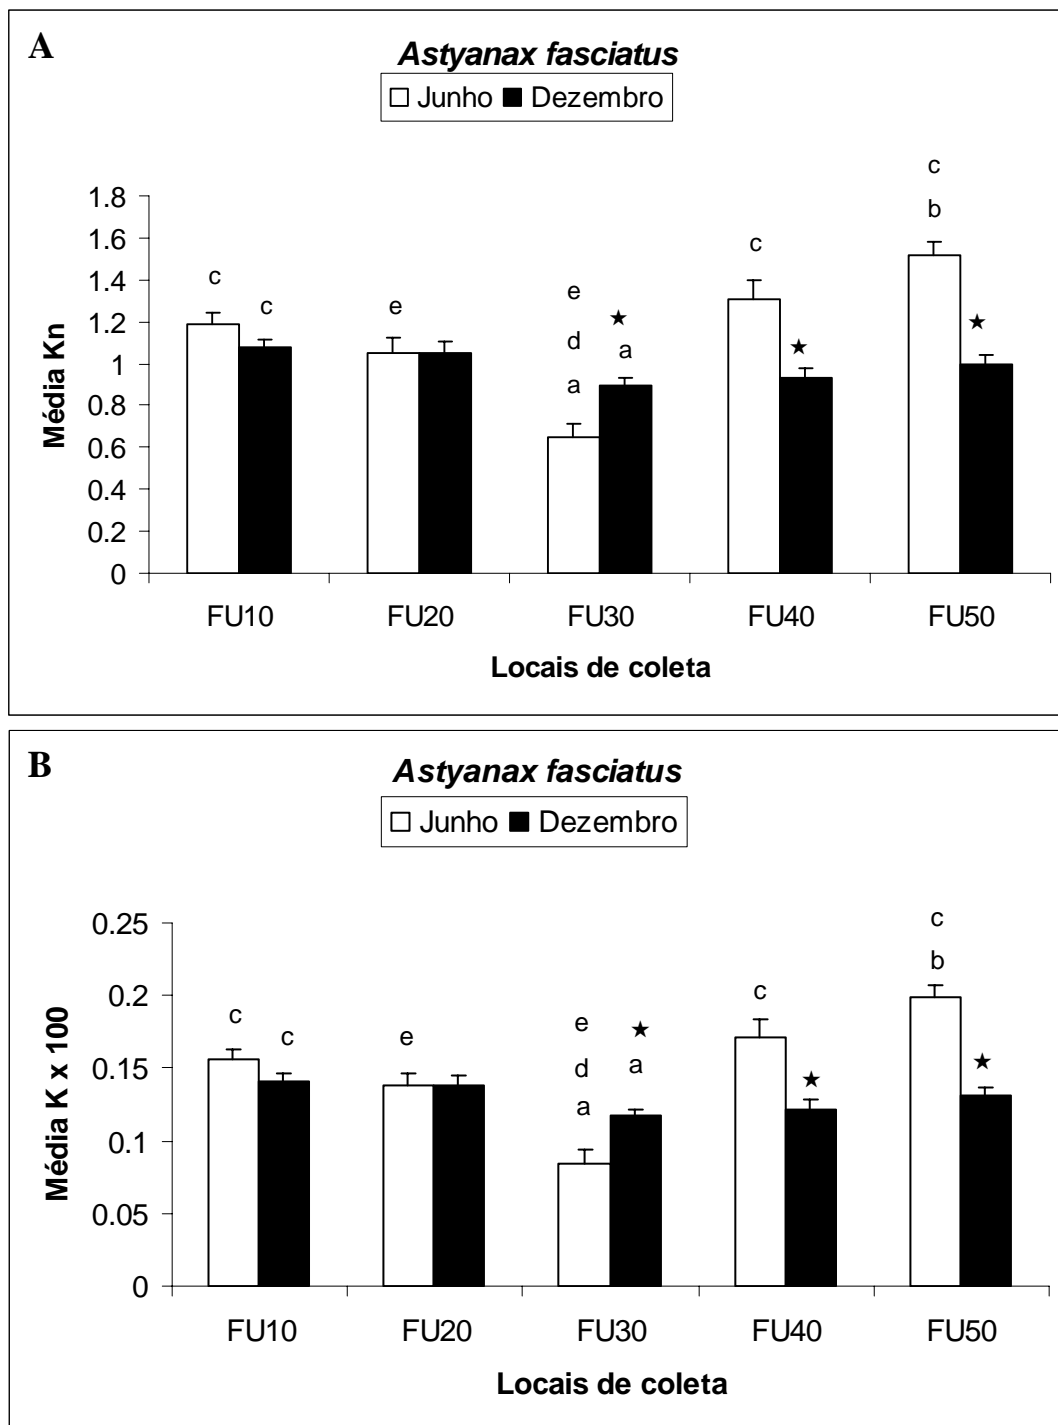 A
Astyanax fasciatus
Junho Dezembro
Média Kn
1.8
1.6
1.4
1.2
1
0.8
0.6
0.4
0.2
0
c
c
e
e
d
a
★
a
c
★
c
b
★
FU10 FU20 FU30 FU40 FU50
Locais de coleta
B
Astyanax fasciatus
Junho Dezembro
Média K x 100
0.25
0.2
0.15
0.1
0.05
0
c
c
e
e
d
a
★
a
c
★
c
b
★
FU10 FU20 FU30 FU40 FU50
Locais de coleta